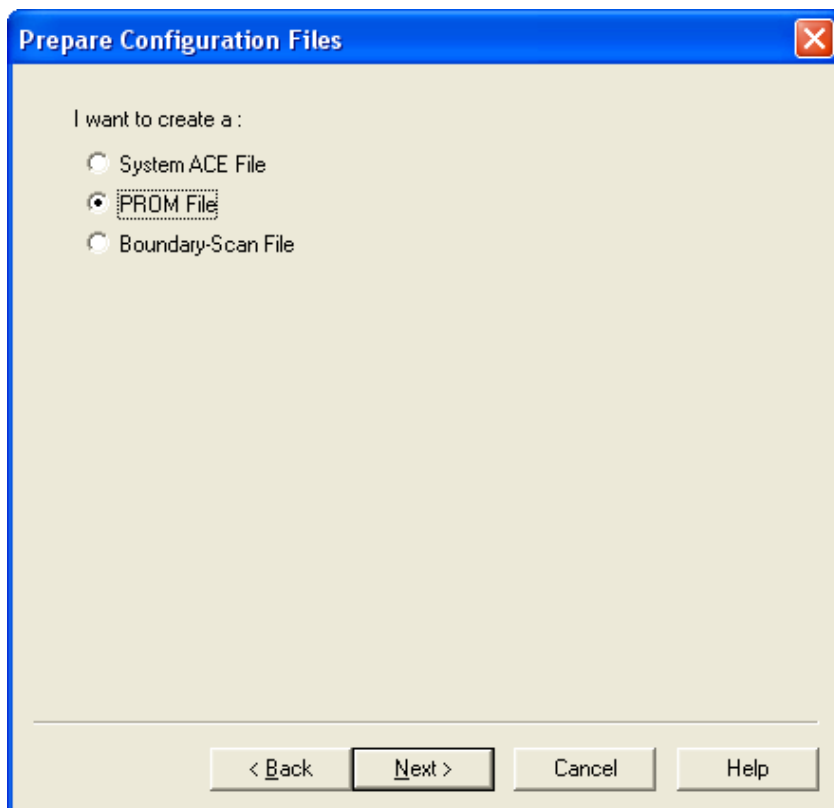 Prepare Configuration Files
I want to create a :
System ACE File
PROM File
Boundary-Scan File
< Back Next > Cancel Help